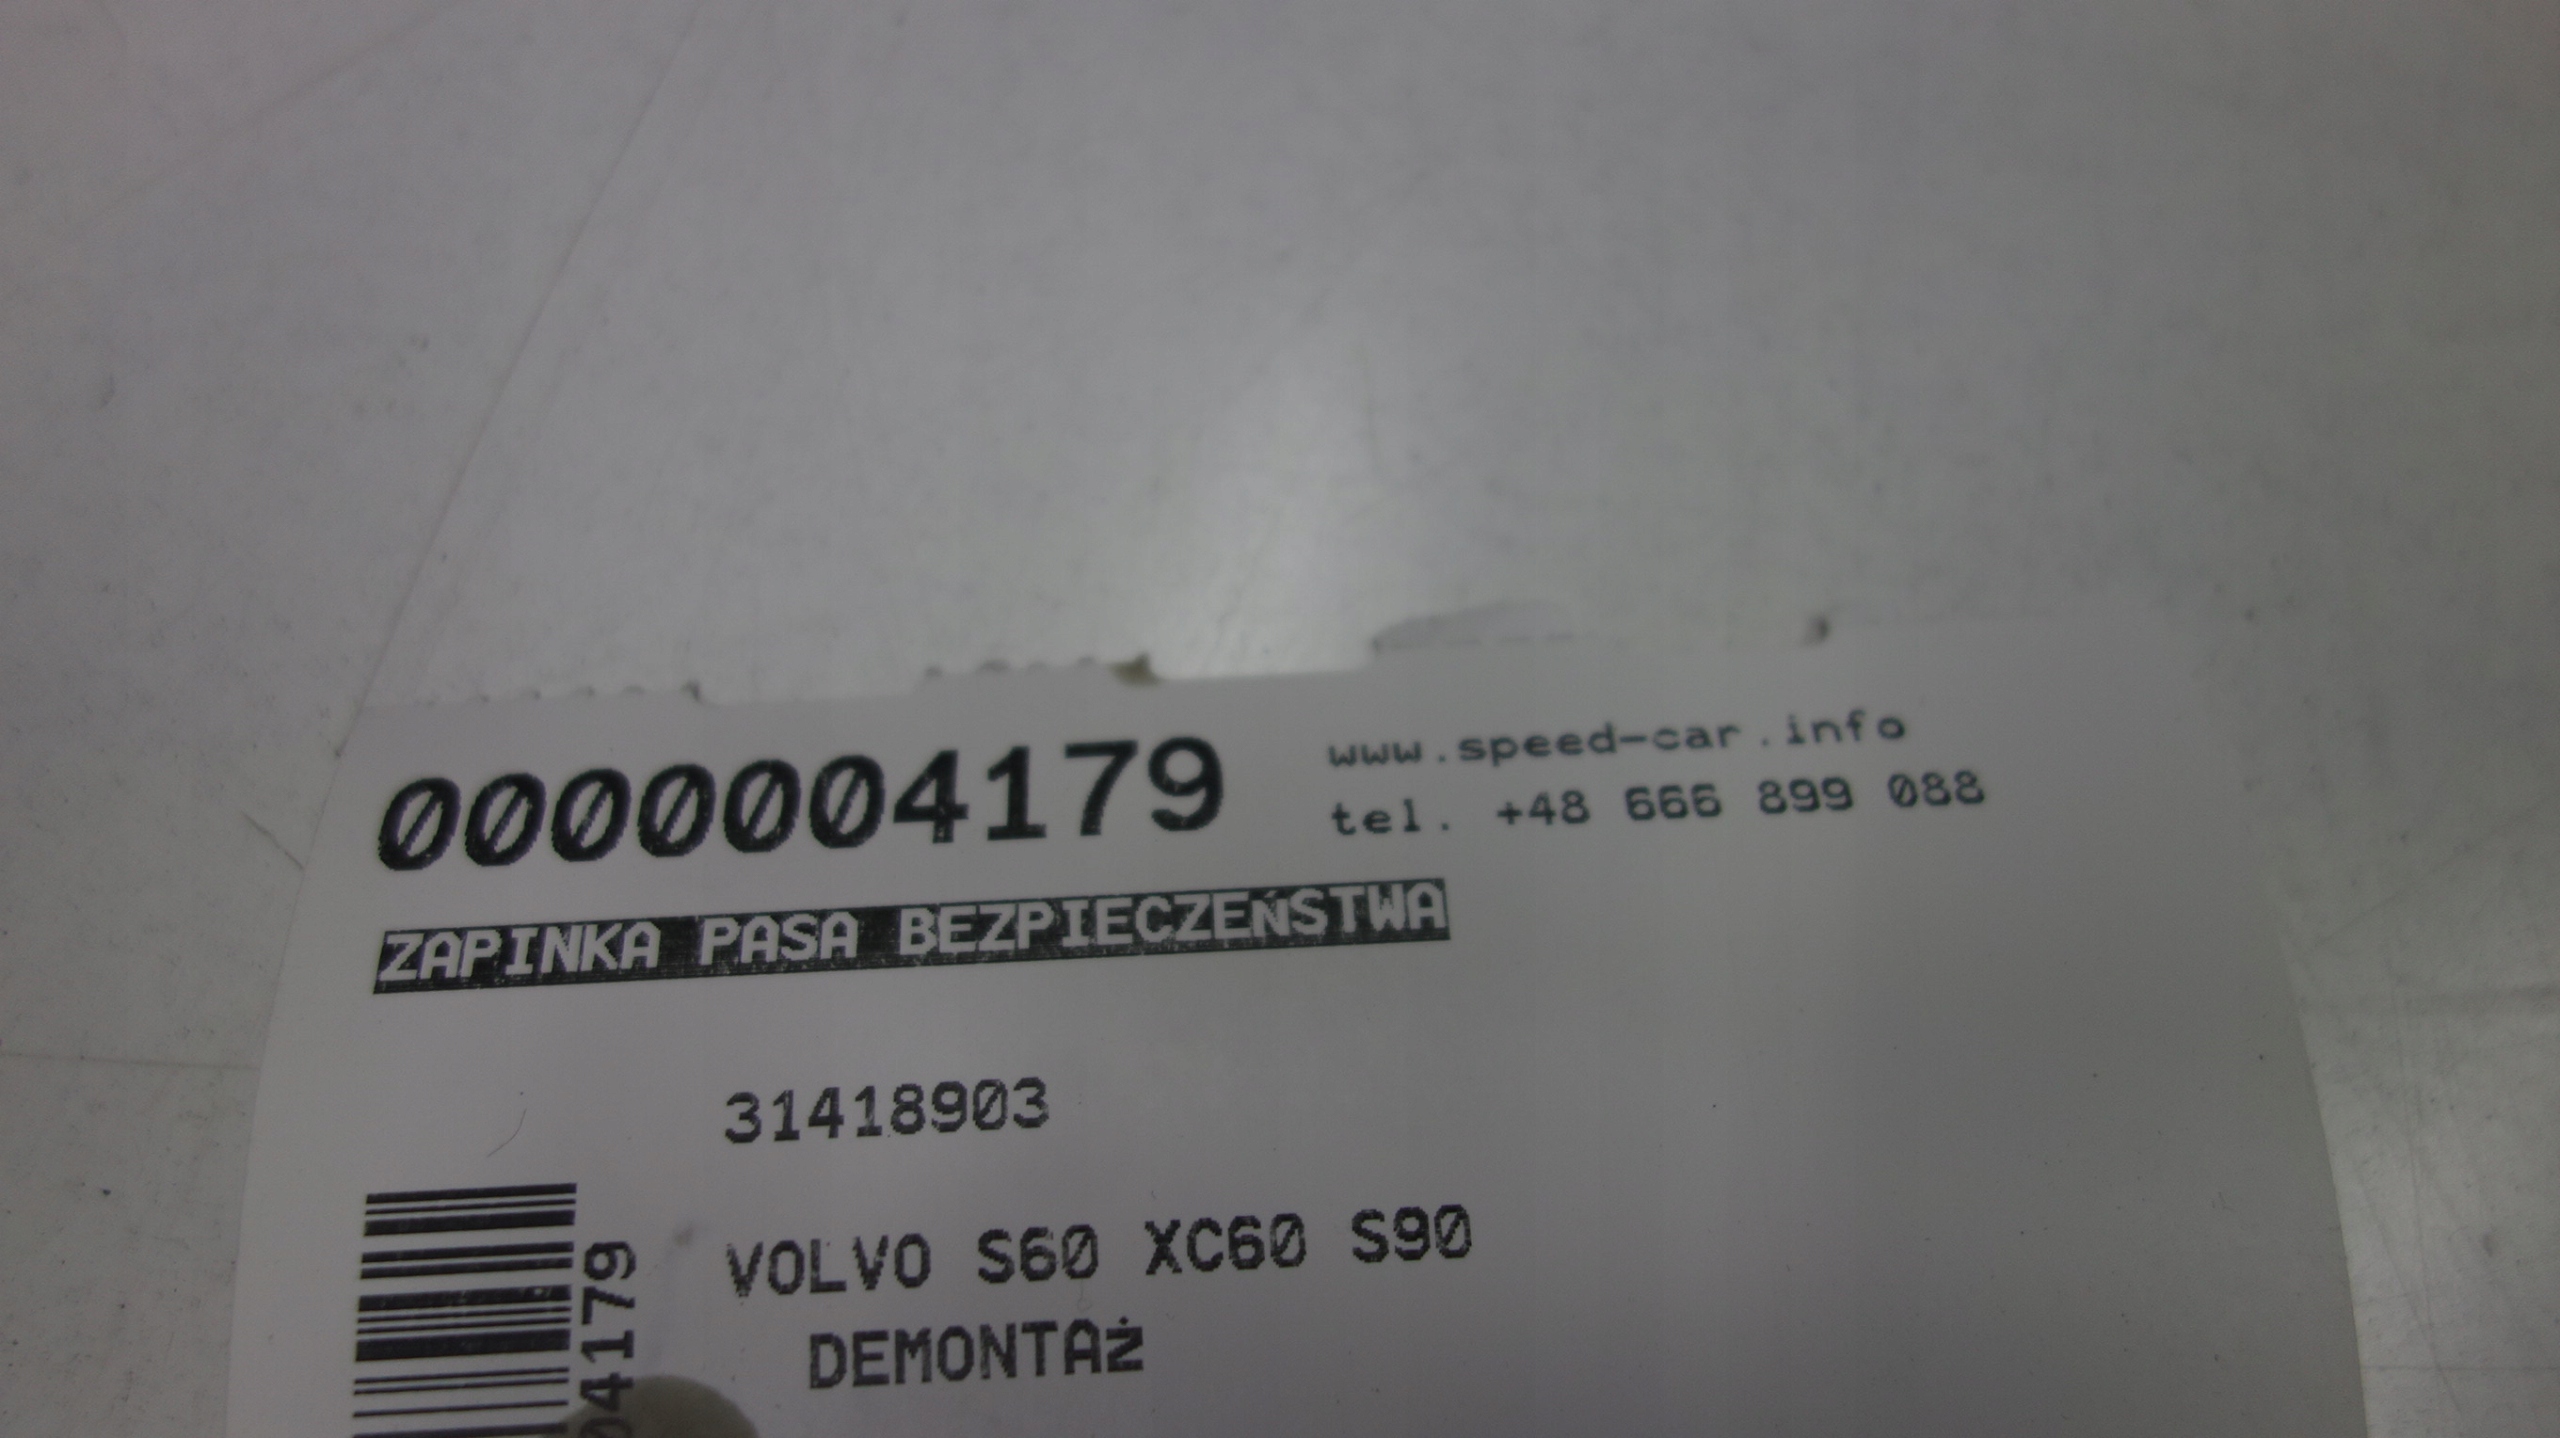 0000004179
www.speed-car.info
tel. +48 666 899 088
ZAPINKA PASA BEZPIECZEŃSTWA
31418903
VOLVO S60 XC60 S90
DEMONTAż
04179